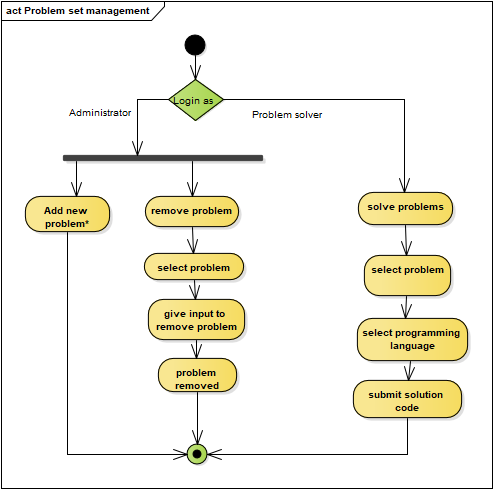 act Problem set management
Login as
Administrator
Problem solver
Add new
problem*
remove problem
solve problems
select problem
select problem
give input to
remove problem
select programming
language
problem
removed
submit solution
code